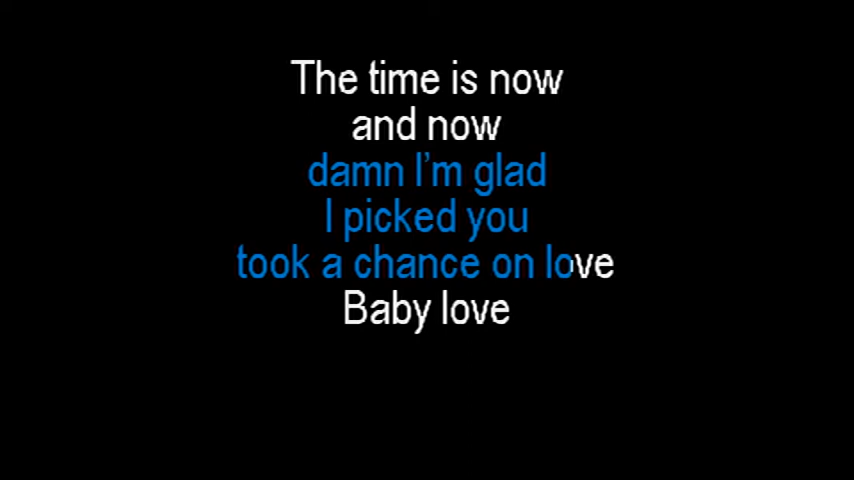 The time is now
and now
damn I'm glad
I picked you
took a chance on love
Baby love